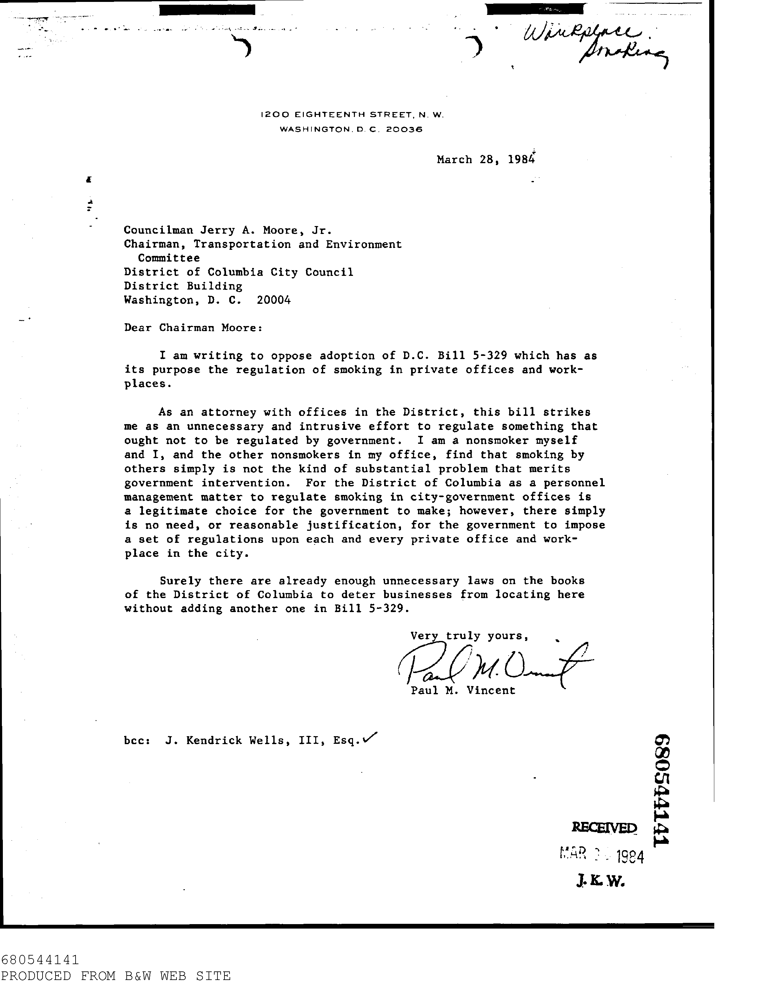 Workplace
Smoking
1200 EIGHTEENTH STREET, N. W.
WASHINGTON, D. C. 20036
March 28, 1984
Councilman Jerry A. Moore, Jr.
Chairman, Transportation and Environment
Committee
District of Columbia City Council
District Building
Washington, D. C. 20004
Dear Chairman Moore:
I am writing to oppose adoption of D.C. Bill 5-329 which has as
its purpose the regulation of smoking in private offices and work-
places.
As an attorney with offices in the District, this bill strikes
me as an unnecessary and intrusive effort to regulate something that
ought not to be regulated by government. I am a nonsmoker myself
and I, and the other nonsmokers in my office, find that smoking by
others simply is not the kind of substantial problem that merits
government intervention. For the District of Columbia as a personnel
management matter to regulate smoking in city-government offices is
a legitimate choice for the government to make; however, there simply
is no need, or reasonable justification, for the government to impose
a set of regulations upon each and every private office and work-
place in the city.
Surely there are already enough unnecessary laws on the books
of the District of Columbia to deter businesses from locating here
without adding another one in Bill 5-329.
Very truly yours,
Paul M. Vincent
Paul M. Vincent
bcc: J. Kendrick Wells, III, Esq.
680544141
RECEIVED
MAR 1984
J. K. W.
680544141
PRODUCED FROM B&W WEB SITE